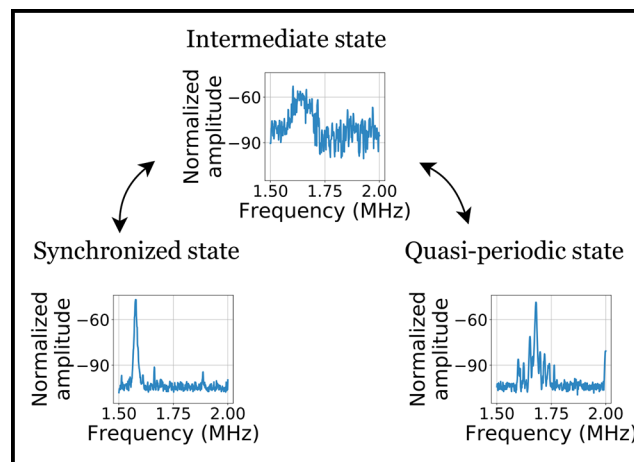 Intermediate state
Normalized
amplitude
−60
−90
1.50 1.75 2.00
Frequency (MHz)
Synchronized state
Normalized
amplitude
−60
−90
1.50 1.75 2.00
Frequency (MHz)
Quasi-periodic state
Normalized
amplitude
−60
−90
1.50 1.75 2.00
Frequency (MHz)